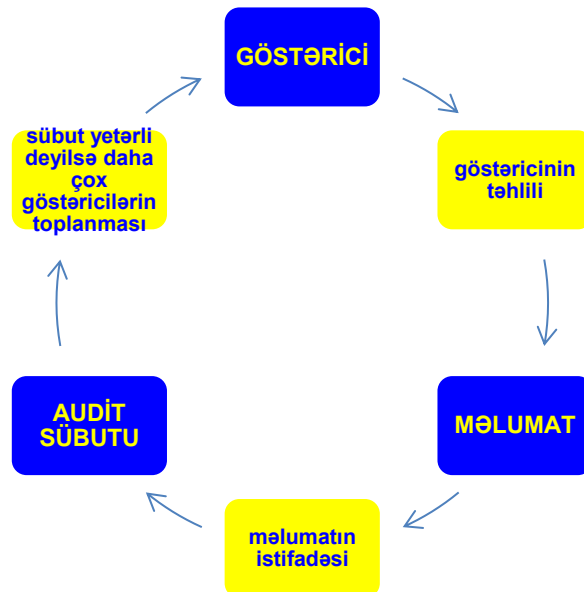 GÖSTƏRİCİ
göstəricinin
təhlili
MƏLUMAT
məlumatın
istifadəsi
AUDİT
SÜBUTU
sübut yetərli
deyilsə daha
çox
göstəricilərin
toplanması